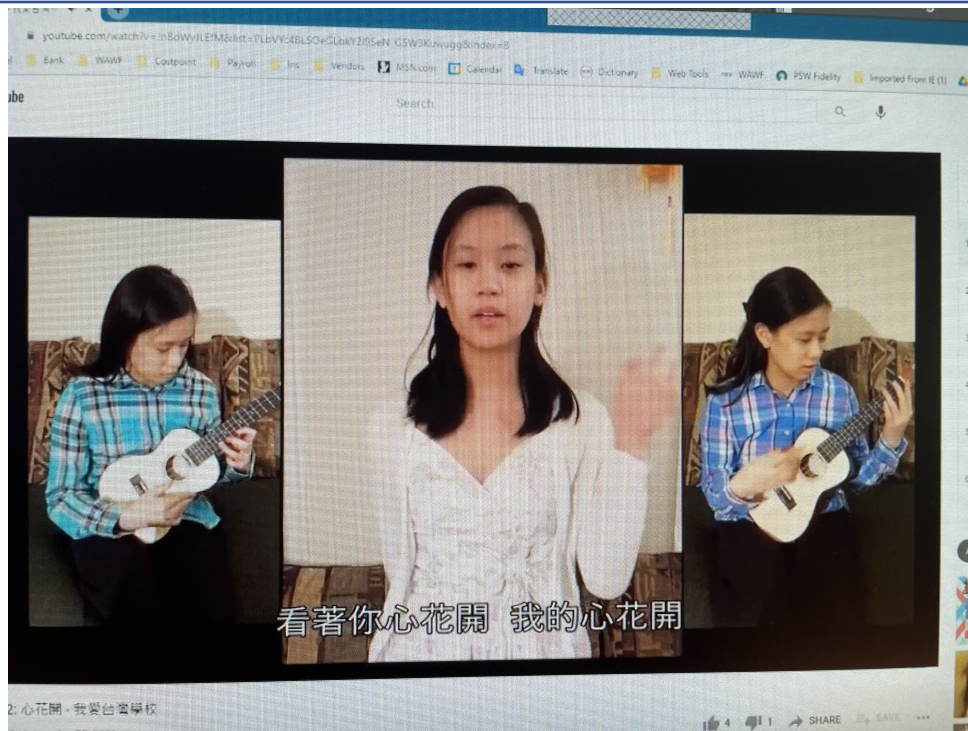 youtube.com/watch?v=
Bank WAWF Costpoint Payroll Ins Vendors MSN.com Calendar Translate Dictionary Web Tools WAWF PSW Fidelity Imported From IE (1)
ube
Search
看著你心花開 我的心花開
2: 心花開 - 我愛台灣學校
4 1 SHARE SAVE